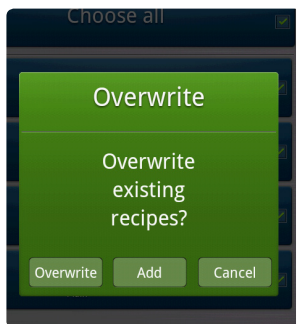 Choose all
Overwrite
Overwrite
existing
recipes?
Overwrite Add Cancel